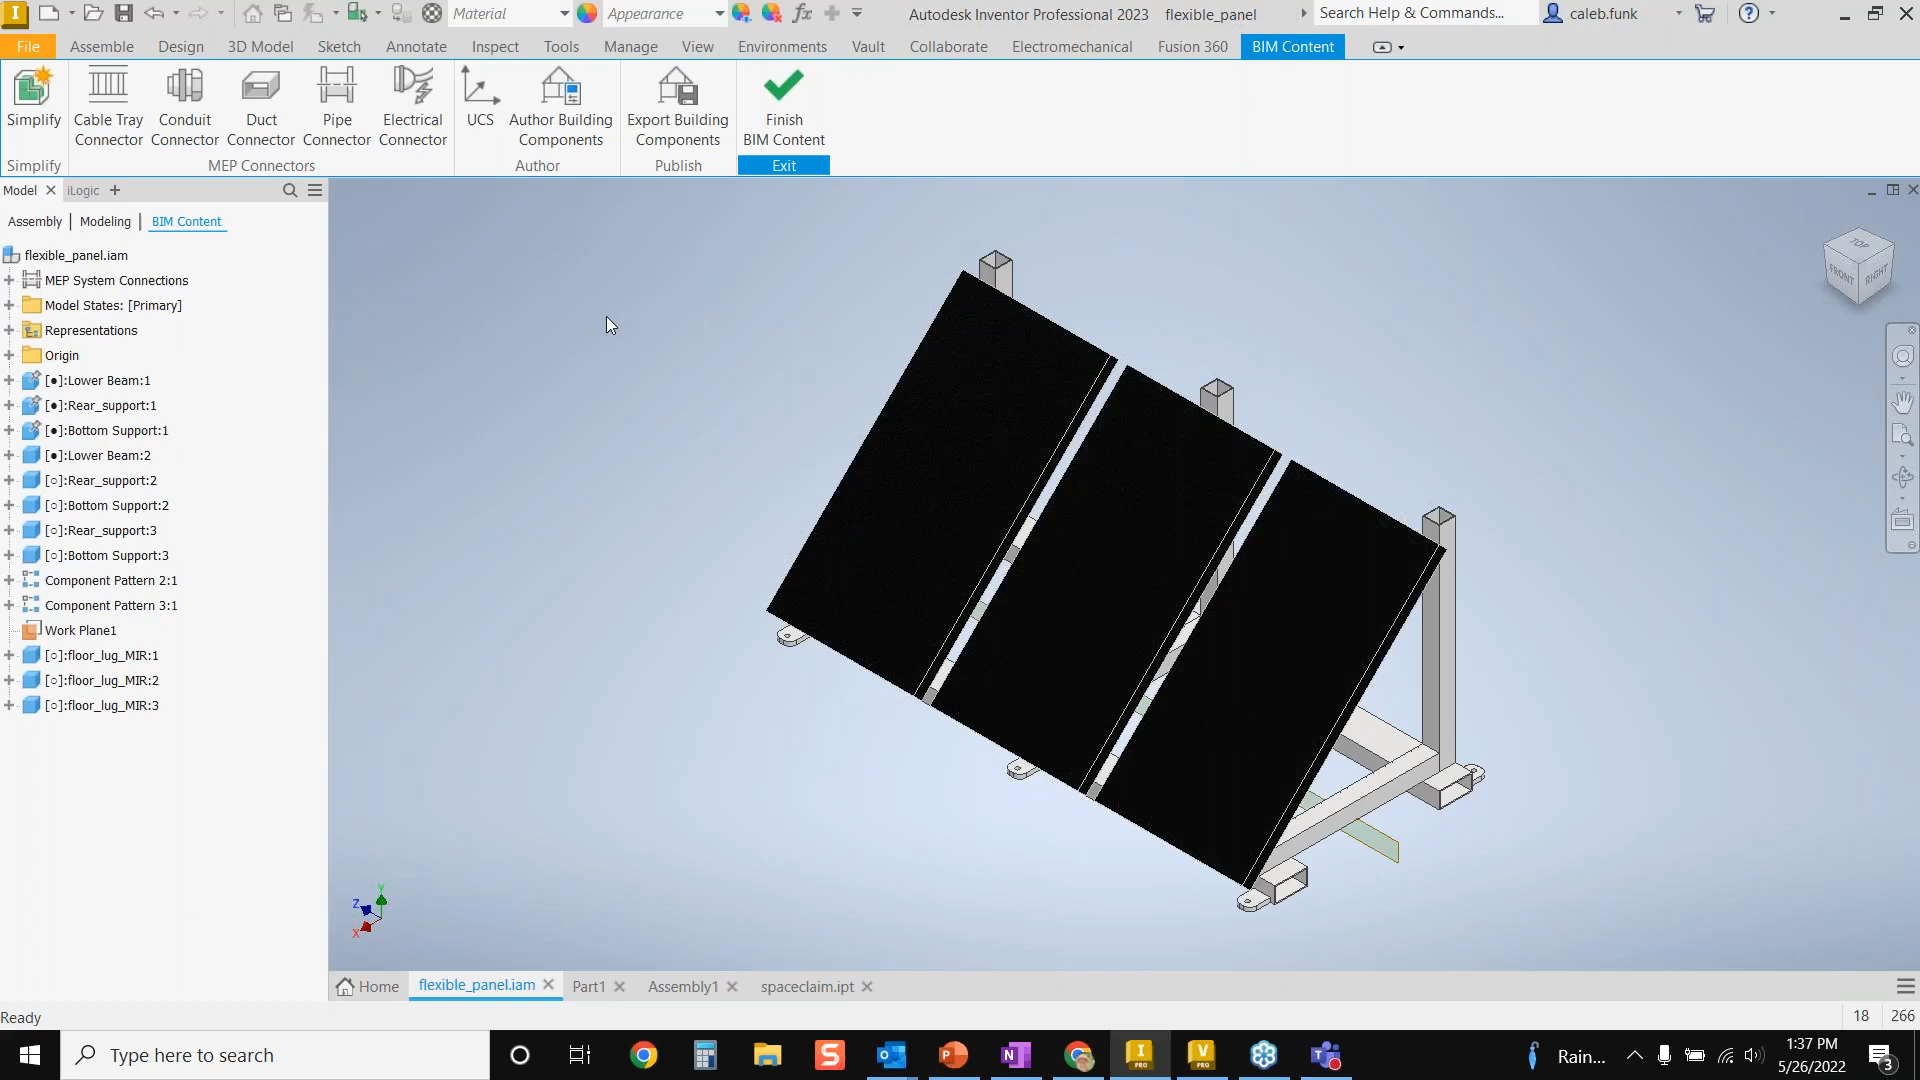 Material
Appearance
Autodesk Inventor Professional 2023 flexible_panel
Search Help & Commands...
caleb.funk
File Assemble Design 3D Model Sketch Annotate Inspect Tools Manage View Environments Vault Collaborate Electromechanical Fusion 360 BIM Content
Simplify
Cable Tray Connector
Conduit Connector
Duct Connector
Pipe Connector
Electrical Connector
UCS
Author Building Components
Export Building Components
Finish BIM Content
Simplify MEP Connectors Author Publish Exit
Model iLogic
Assembly | Modeling | BIM Content
flexible_panel.iam
MEP System Connections
Model States: [Primary]
Representations
Origin
[●]:Lower Beam:1
[●]:Rear_support:1
[●]:Bottom Support:1
[●]:Lower Beam:2
[○]:Rear_support:2
[○]:Bottom Support:2
[○]:Rear_support:3
[○]:Bottom Support:3
Component Pattern 2:1
Component Pattern 3:1
Work Plane1
[○]:floor_lug_MIR:1
[○]:floor_lug_MIR:2
[○]:floor_lug_MIR:3
TOP
FRONT RIGHT
Y
Z
X
Home flexible_panel.iam Part1 Assembly1 spaceclaim.ipt
Ready
18 266
Type here to search
Rain...
1:37 PM
5/26/2022
3